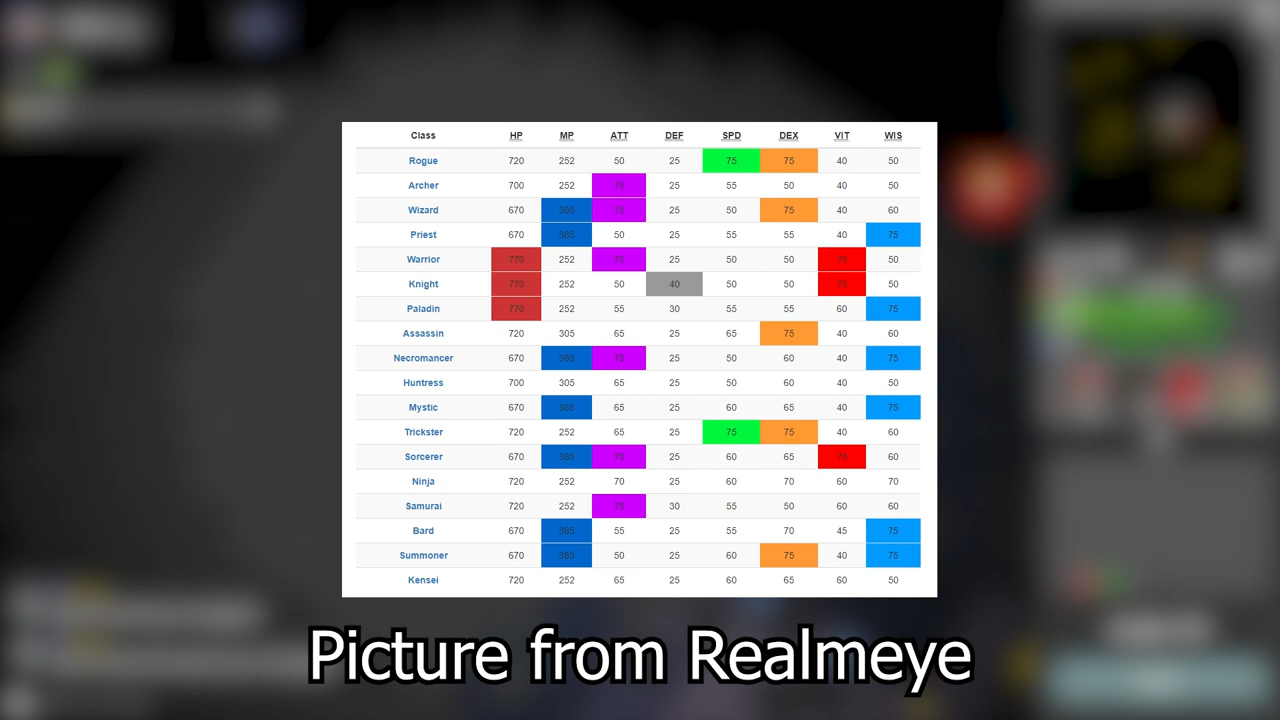 Class HP MP ATT DEF SPD DEX VIT WIS
Rogue 720 252 50 25 75 75 40 50
Archer 700 252 75 25 55 50 40 50
Wizard 670 385 75 25 50 75 40 60
Priest 670 385 50 25 55 55 40 75
Warrior 770 252 75 25 50 50 75 50
Knight 770 252 50 40 50 50 75 50
Paladin 770 252 55 30 55 55 60 75
Assassin 720 305 65 25 65 75 40 60
Necromancer 670 385 75 25 50 60 40 75
Huntress 700 305 65 25 50 60 40 50
Mystic 670 385 65 25 60 65 40 75
Trickster 720 252 65 25 75 75 40 60
Sorcerer 670 385 75 25 60 65 75 60
Ninja 720 252 70 25 60 70 60 70
Samurai 720 252 75 30 55 50 60 60
Bard 670 385 55 25 55 70 45 75
Summoner 670 385 50 25 60 75 40 75
Kensei 720 252 65 25 60 65 60 50
Picture from Realmeye